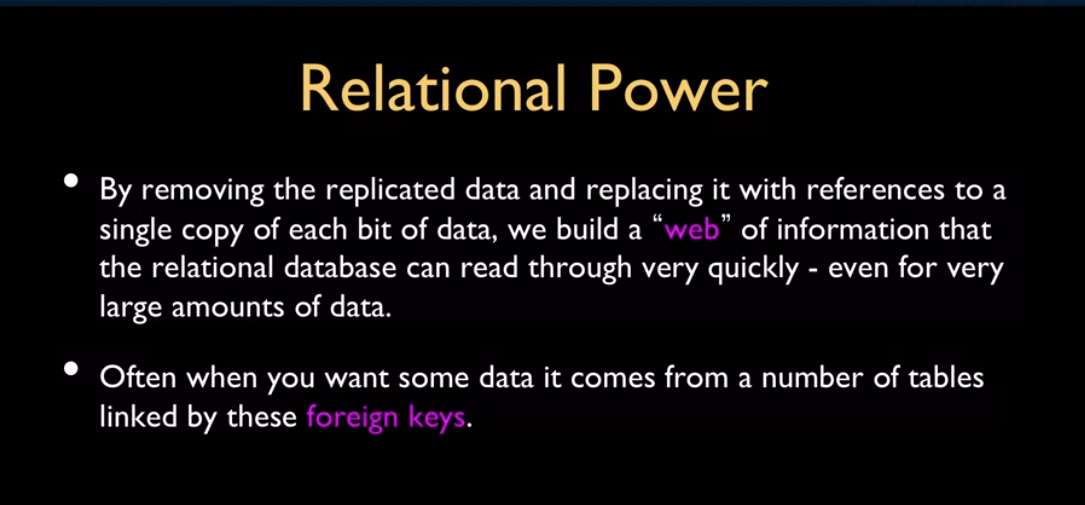 Relational Power
• By removing the replicated data and replacing it with references to a
single copy of each bit of data, we build a “web” of information that
the relational database can read through very quickly - even for very
large amounts of data.
• Often when you want some data it comes from a number of tables
linked by these foreign keys.